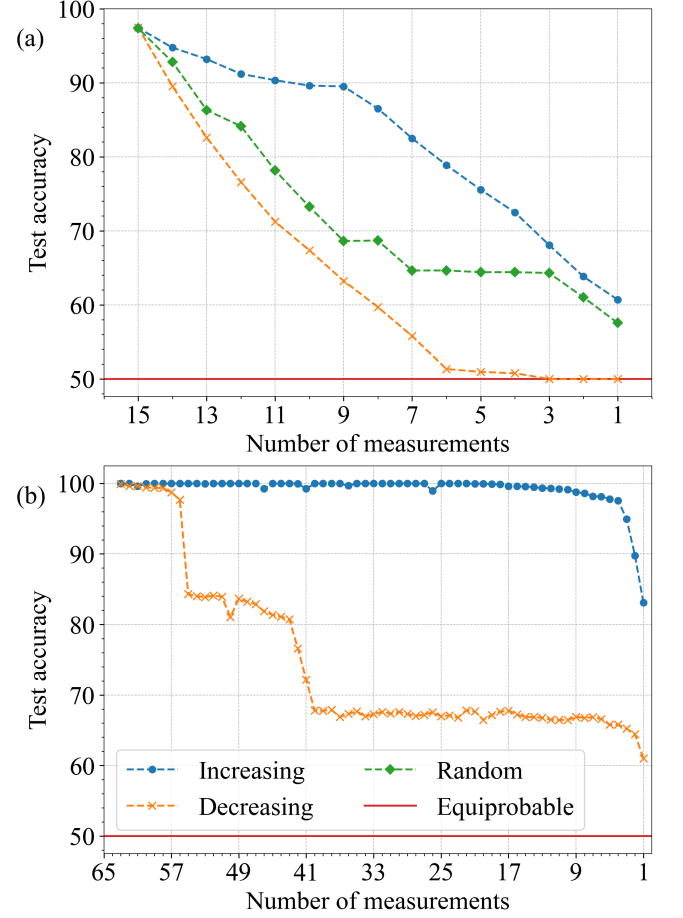 (a)
Test accuracy
100
90
80
70
60
50
15 13 11 9 7 5 3 1
Number of measurements
(b)
Test accuracy
100
90
80
70
60
50
Increasing Random
Decreasing Equiprobable
65 57 49 41 33 25 17 9 1
Number of measurements